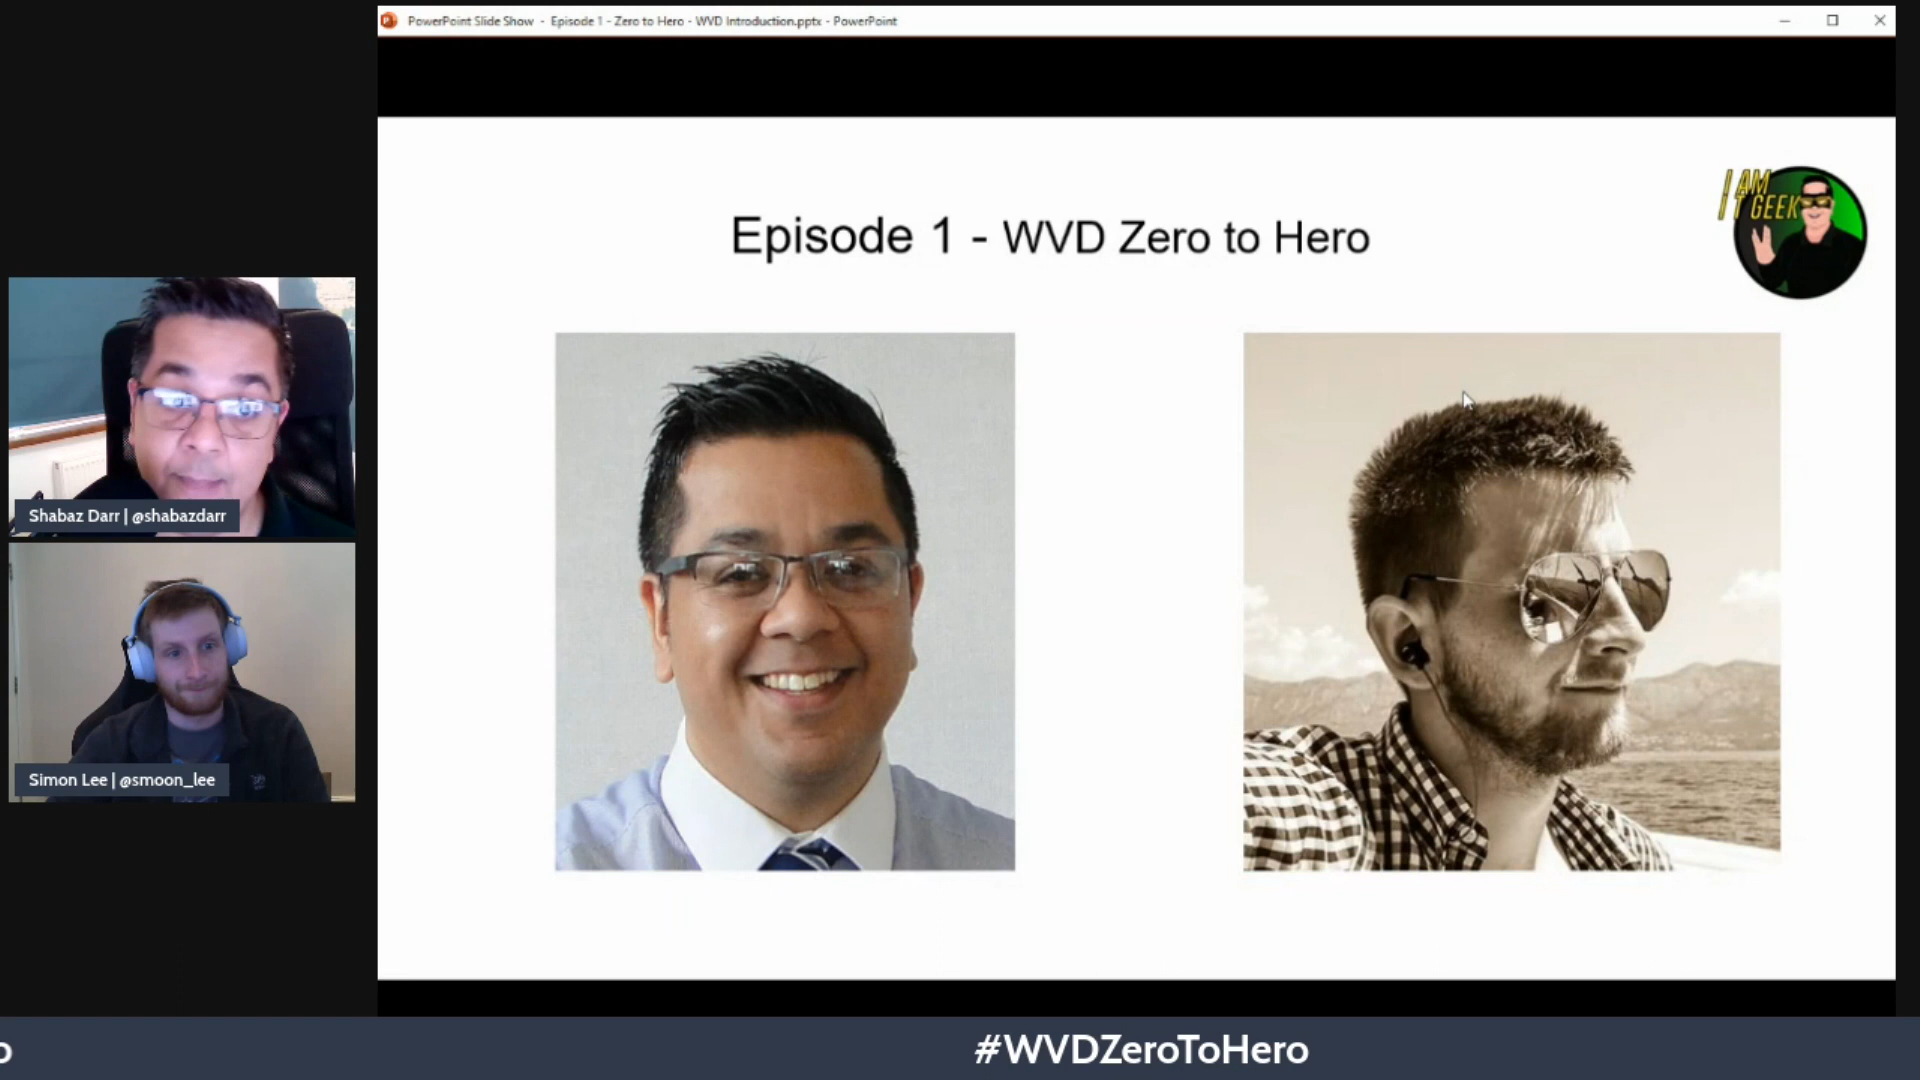 PowerPoint Slide Show - Episode 1 - Zero to Hero - WVD Introduction.pptx - PowerPoint
I AM
IT GEEK
Episode 1 - WVD Zero to Hero
Shabaz Darr | @shabazdarr
Simon Lee | @smoon_lee
o
#WVDZeroToHero